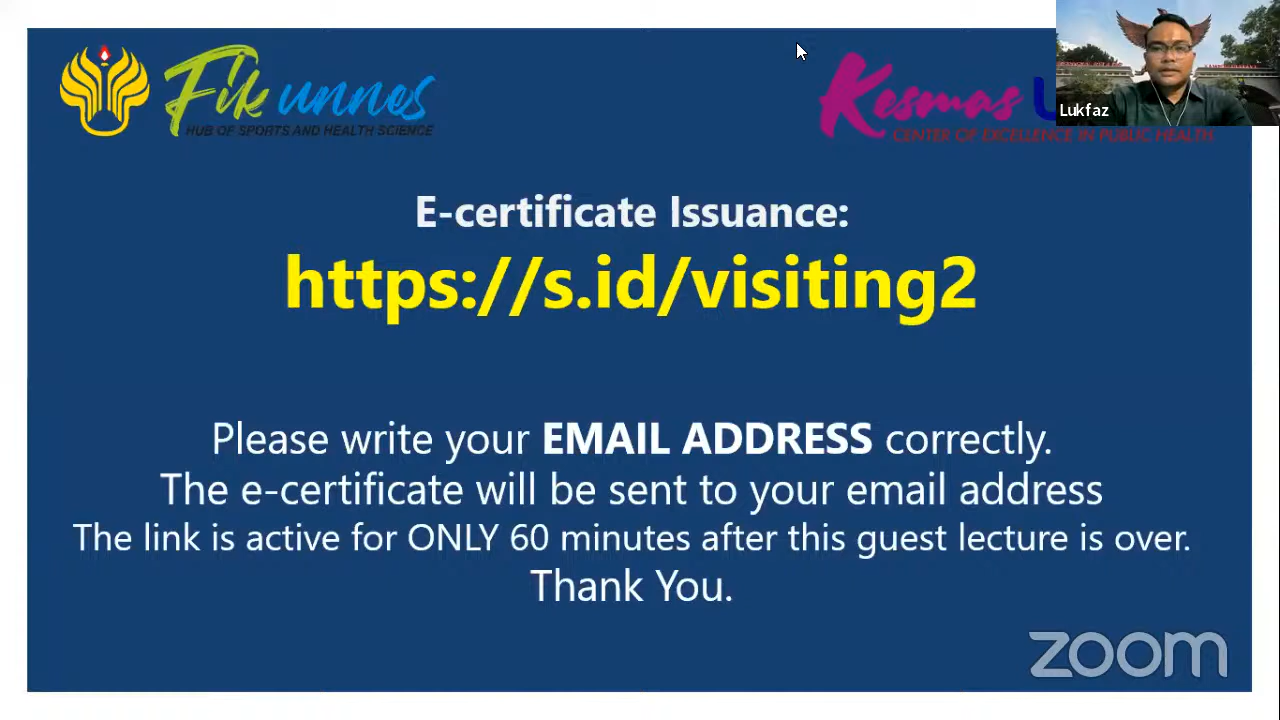 Fik unnes
HUB OF SPORTS AND HEALTH SCIENCE
Kesmas U
CENTER OF EXCELLENCE IN PUBLIC HEALTH
Lukfaz
E-certificate Issuance:
https://s.id/visiting2
Please write your EMAIL ADDRESS correctly.
The e-certificate will be sent to your email address
The link is active for ONLY 60 minutes after this guest lecture is over.
Thank You.
zoom